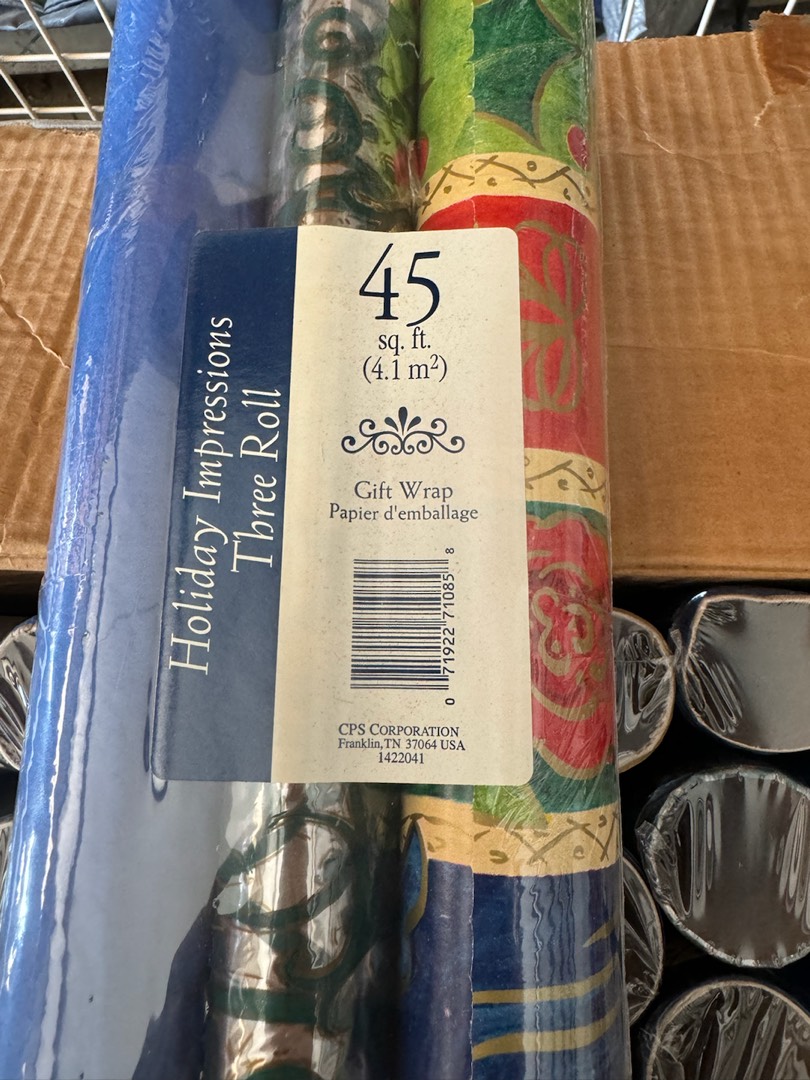 Holiday Impressions
Three Roll
45
sq. ft.
(4.1 m²)
Gift Wrap
Papier d'emballage
0 71922 71085 8
CPS CORPORATION
Franklin, TN 37064 USA
1422041